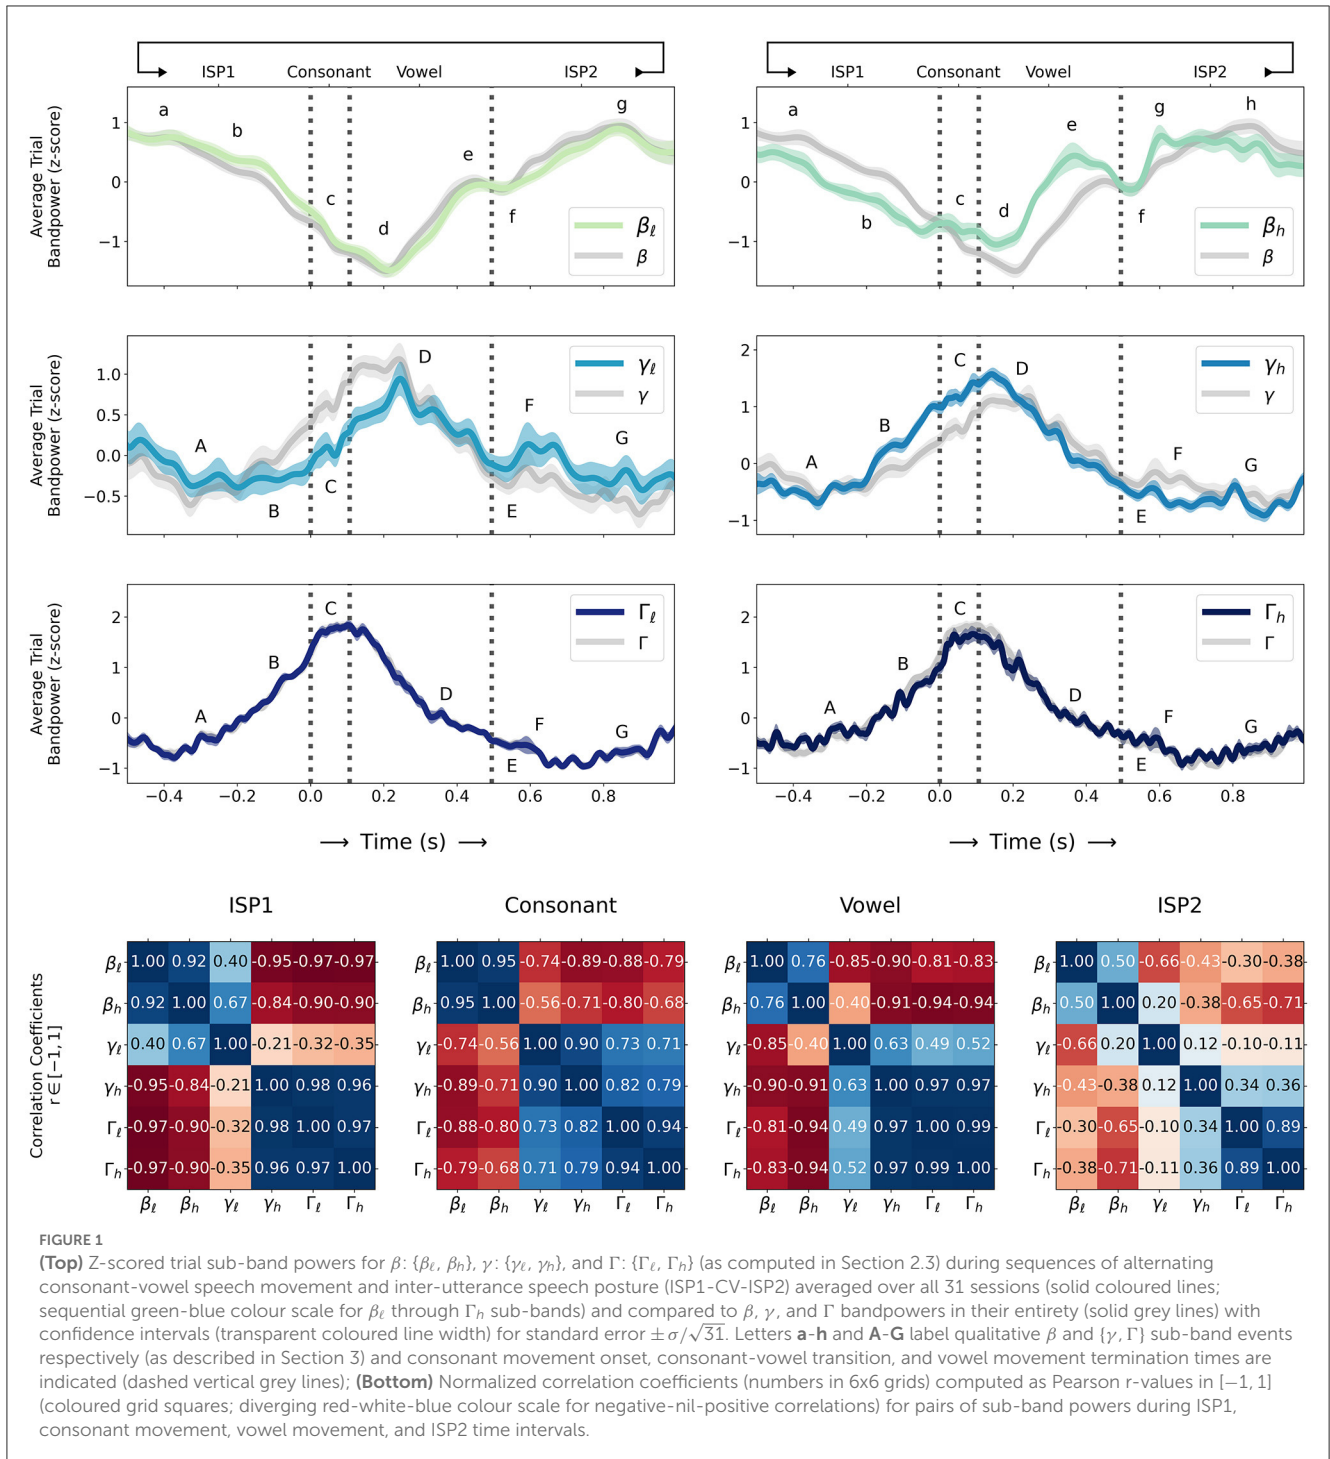 ISP1 Consonant Vowel ISP2
ISP1 Consonant Vowel ISP2
Average Trial
Bandpower (z-score)
1
0
−1
a b c d e f g
βℓ
β
a b c d e f g h
βh
β
Average Trial
Bandpower (z-score)
1.0
0.5
0.0
−0.5
A B C D E F G
γℓ
γ
2
1
0
−1
A B C D E F G
γh
γ
Average Trial
Bandpower (z-score)
2
1
0
−1
A B C D E F G
Γℓ
Γ
2
1
0
−1
A B C D E F G
Γh
Γ
−0.4 −0.2 0.0 0.2 0.4 0.6 0.8
−0.4 −0.2 0.0 0.2 0.4 0.6 0.8
→ Time (s) →
→ Time (s) →
Correlation Coefficients
r ∈ [−1, 1]
ISP1
βℓ 1.00 0.92 0.40 -0.95 -0.97 -0.97
βh 0.92 1.00 0.67 -0.84 -0.90 -0.90
γℓ 0.40 0.67 1.00 -0.21 -0.32 -0.35
γh -0.95 -0.84 -0.21 1.00 0.98 0.96
Γℓ -0.97 -0.90 -0.32 0.98 1.00 0.97
Γh -0.97 -0.90 -0.35 0.96 0.97 1.00
βℓ βh γℓ γh Γℓ Γh
Consonant
βℓ 1.00 0.95 -0.74 -0.89 -0.88 -0.79
βh 0.95 1.00 -0.56 -0.71 -0.80 -0.68
γℓ -0.74 -0.56 1.00 0.90 0.73 0.71
γh -0.89 -0.71 0.90 1.00 0.82 0.79
Γℓ -0.88 -0.80 0.73 0.82 1.00 0.94
Γh -0.79 -0.68 0.71 0.79 0.94 1.00
βℓ βh γℓ γh Γℓ Γh
Vowel
βℓ 1.00 0.76 -0.85 -0.90 -0.81 -0.83
βh 0.76 1.00 -0.40 -0.91 -0.94 -0.94
γℓ -0.85 -0.40 1.00 0.63 0.49 0.52
γh -0.90 -0.91 0.63 1.00 0.97 0.97
Γℓ -0.81 -0.94 0.49 0.97 1.00 0.99
Γh -0.83 -0.94 0.52 0.97 0.99 1.00
βℓ βh γℓ γh Γℓ Γh
ISP2
βℓ 1.00 0.50 -0.66 -0.43 -0.30 -0.38
βh 0.50 1.00 0.20 -0.38 -0.65 -0.71
γℓ -0.66 0.20 1.00 0.12 -0.10 -0.11
γh -0.43 -0.38 0.12 1.00 0.34 0.36
Γℓ -0.30 -0.65 -0.10 0.34 1.00 0.89
Γh -0.38 -0.71 -0.11 0.36 0.89 1.00
βℓ βh γℓ γh Γℓ Γh
FIGURE 1
(Top) Z-scored trial sub-band powers for β: {βℓ, βh}, γ: {γℓ, γh}, and Γ: {Γℓ, Γh} (as computed in Section 2.3) during sequences of alternating
consonant-vowel speech movement and inter-utterance speech posture (ISP1-CV-ISP2) averaged over all 31 sessions (solid coloured lines;
sequential green-blue colour scale for βℓ through Γh sub-bands) and compared to β, γ, and Γ bandpowers in their entirety (solid grey lines) with
confidence intervals (transparent coloured line width) for standard error ±σ/√31. Letters a-h and A-G label qualitative β and {γ, Γ} sub-band events
respectively (as described in Section 3) and consonant movement onset, consonant-vowel transition, and vowel movement termination times are
indicated (dashed vertical grey lines); (Bottom) Normalized correlation coefficients (numbers in 6x6 grids) computed as Pearson r-values in [−1, 1]
(coloured grid squares; diverging red-white-blue colour scale for negative-nil-positive correlations) for pairs of sub-band powers during ISP1,
consonant movement, vowel movement, and ISP2 time intervals.